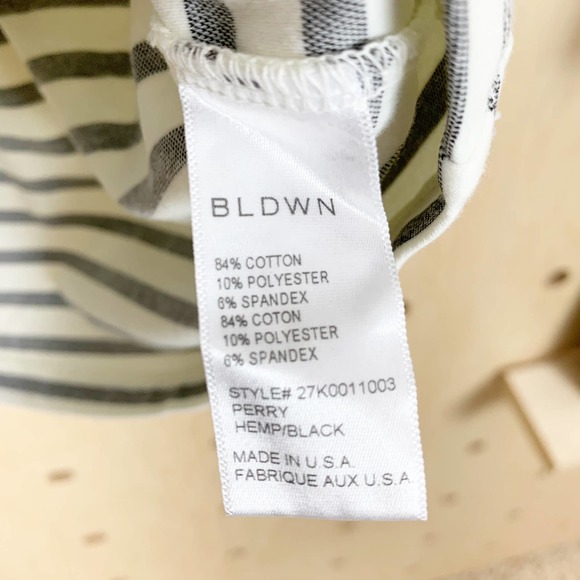 BLDWN
84% COTTON
10% POLYESTER
6% SPANDEX
84% COTON
10% POLYESTER
6% SPANDEX
STYLE# 27K0011003
PERRY
HEMP/BLACK
MADE IN U.S.A.
FABRIQUE AUX U.S.A.